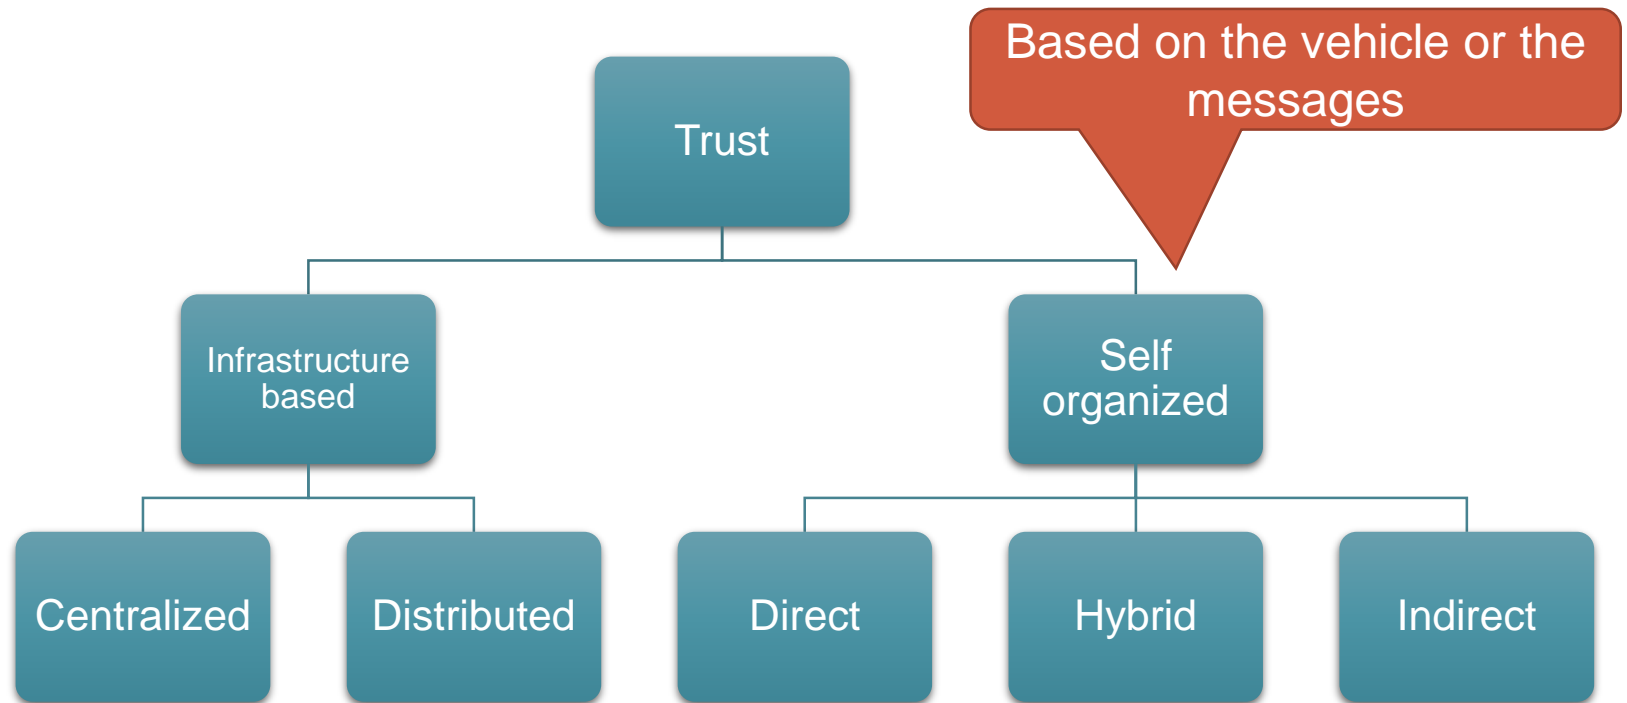 Based on the vehicle or the
messages
Trust
Infrastructure
based
Self
organized
Centralized
Distributed
Direct
Hybrid
Indirect